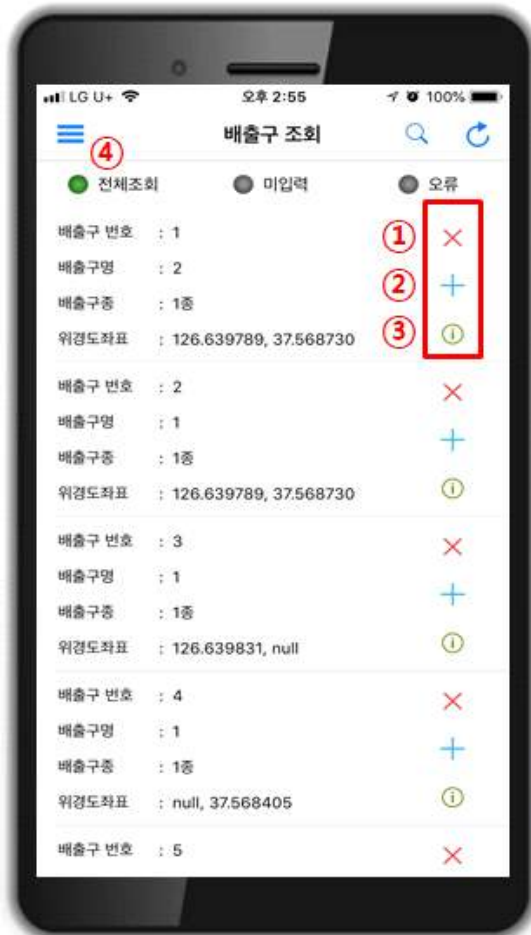 LG U+ 오후 2:55 100%
배출구 조회
④
전체조회 미입력 오류
배출구 번호 : 1 ①
배출구명 : 2 ②
배출구종 : 1종
위경도좌표 : 126.639789, 37.568730 ③
배출구 번호 : 2
배출구명 : 1
배출구종 : 1종
위경도좌표 : 126.639789, 37.568730
배출구 번호 : 3
배출구명 : 1
배출구종 : 1종
위경도좌표 : 126.639831, null
배출구 번호 : 4
배출구명 : 1
배출구종 : 1종
위경도좌표 : null, 37.568405
배출구 번호 : 5